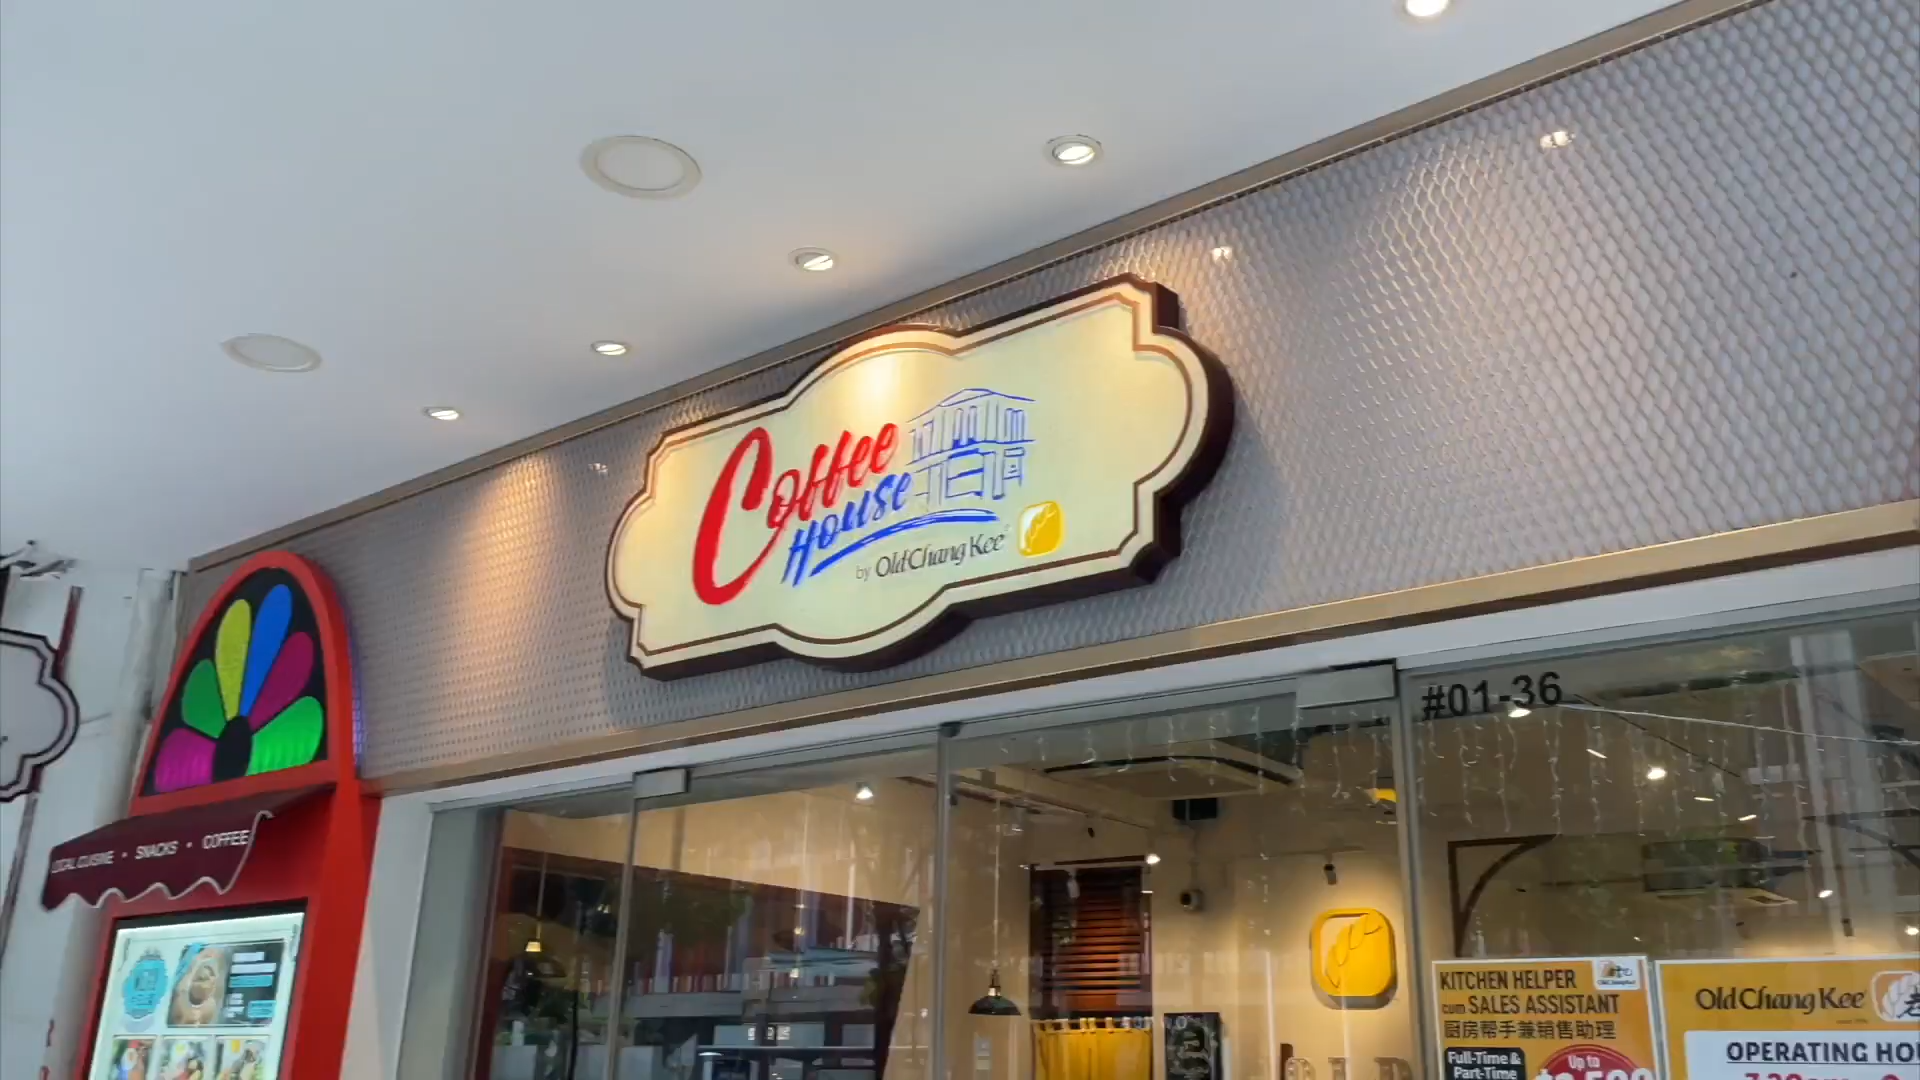 Coffee
House
by Old Chang Kee
#01-36
LOCAL CUISINE • SNACKS • COFFEE
KITCHEN HELPER
cum SALES ASSISTANT
厨房帮手兼销售助理
Full-Time &
Part-Time
Up to
Old Chang Kee
OPERATING HOU